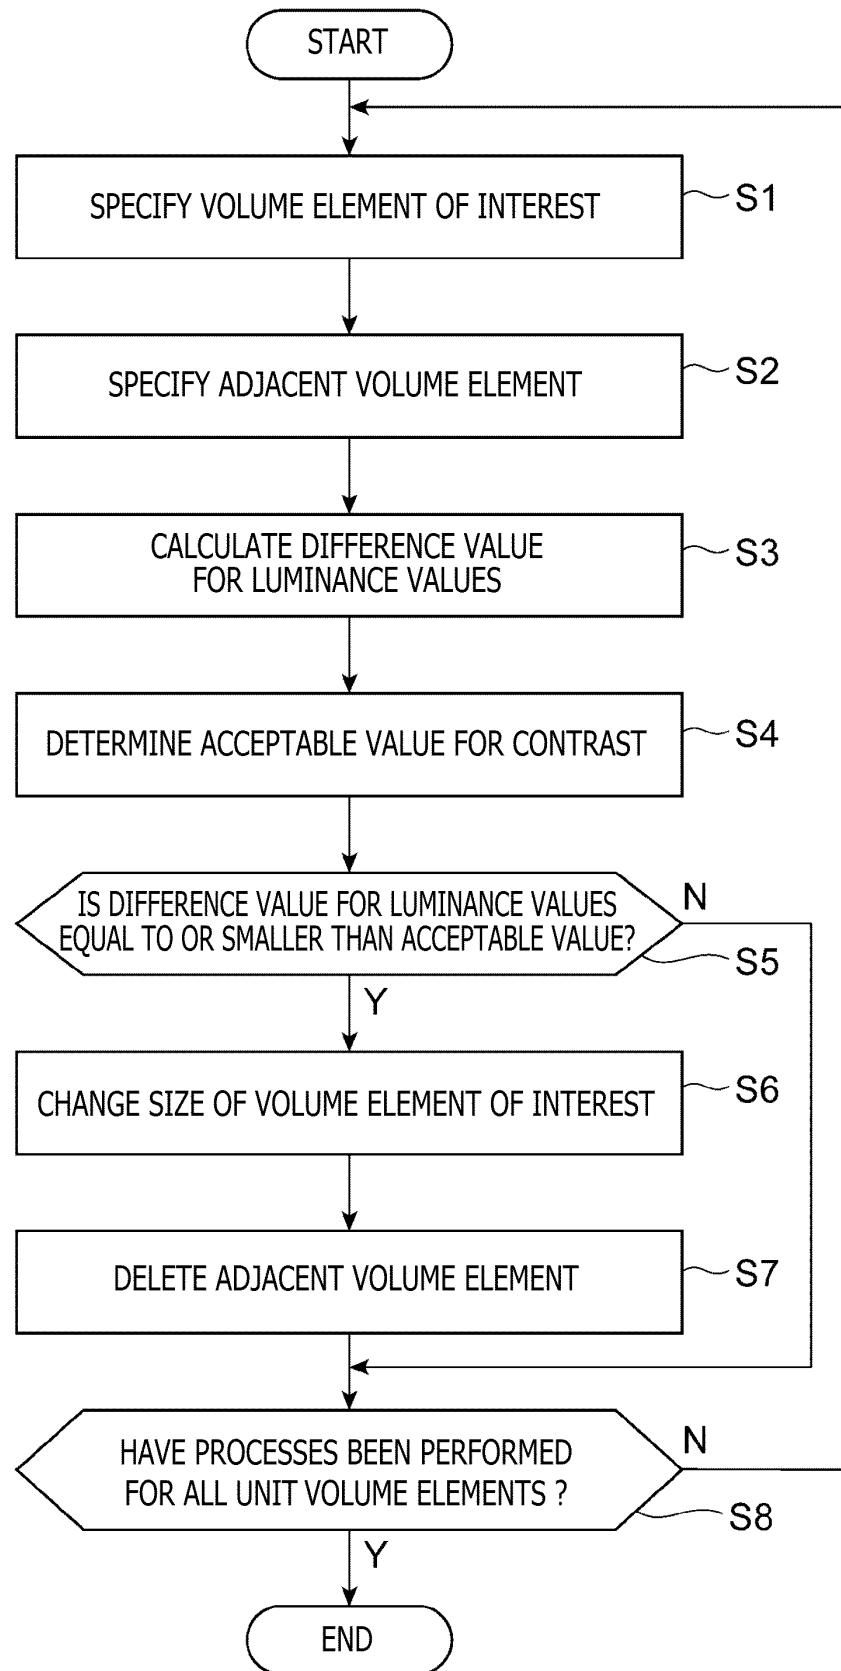 START
SPECIFY VOLUME ELEMENT OF INTEREST
S1
SPECIFY ADJACENT VOLUME ELEMENT
S2
CALCULATE DIFFERENCE VALUE
FOR LUMINANCE VALUES
S3
DETERMINE ACCEPTABLE VALUE FOR CONTRAST
S4
IS DIFFERENCE VALUE FOR LUMINANCE VALUES
EQUAL TO OR SMALLER THAN ACCEPTABLE VALUE?
N
S5
Y
CHANGE SIZE OF VOLUME ELEMENT OF INTEREST
S6
DELETE ADJACENT VOLUME ELEMENT
S7
HAVE PROCESSES BEEN PERFORMED
FOR ALL UNIT VOLUME ELEMENTS ?
N
S8
Y
END